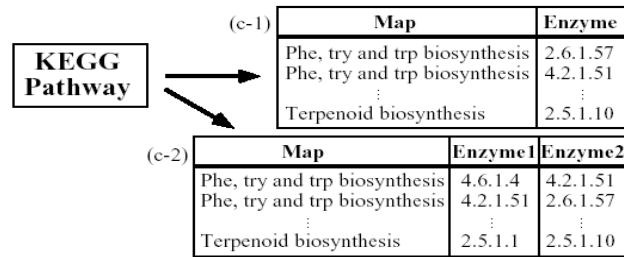 (c-1)
Map Enzyme
KEGG Pathway
Phe, try and trp biosynthesis 2.6.1.57
Phe, try and trp biosynthesis 4.2.1.51
⋮ ⋮
Terpenoid biosynthesis 2.5.1.10
(c-2)
Map Enzyme1 Enzyme2
Phe, try and trp biosynthesis 4.6.1.4 4.2.1.51
Phe, try and trp biosynthesis 4.2.1.51 2.6.1.57
⋮ ⋮ ⋮
Terpenoid biosynthesis 2.5.1.1 2.5.1.10